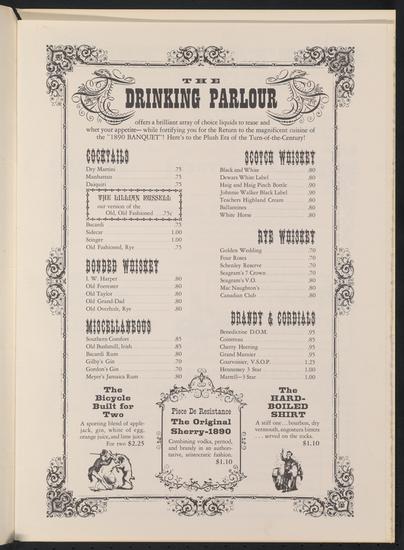 THE
DRINKING PARLOUR
offers a brilliant array of choice liquids to tease and
whet your appetite— while fortifying you for the Return to the magnificent cuisine of
the "1890 BANQUET"! Here's to the Plush Era of the Turn-of-the-Century!
COCKTAILS
Dry Martini .75
Manhattan .75
Daiquiri .75
THE LILLIAN RUSSELL
our version of the
Old, Old Fashioned .75c
Bacardi .75
Sidecar 1.00
Stinger 1.00
Old Fashioned, Rye .75
BONDED WHISKEY
I. W. Harper .80
Old Forrester .80
Old Taylor .80
Old Grand-Dad .80
Old Overholt, Rye .80
MISCELLANEOUS
Southern Comfort .85
Old Bushmill, Irish .85
Bacardi Rum .80
Gilby's Gin .70
Gordon's Gin .70
Meyer's Jamaica Rum .80
SCOTCH WHISKEY
Black and White .80
Dewars White Label .80
Haig and Haig Pinch Bottle .90
Johnnie Walker Black Label .90
Teachers Highland Cream .80
Ballantines .80
White Horse .80
RYE WHISKEY
Golden Wedding .70
Four Roses .70
Schenley Reserve .70
Seagram's 7 Crown .70
Seagram's V.O. .80
Mac Naughton's .80
Canadian Club .80
BRANDY & CORDIALS
Benedictine D.O.M. .95
Cointreau .85
Cherry Heering .95
Grand Marnier .95
Courvoisier, V.S.O.P. 1.25
Hennessey 3 Star 1.00
Martell—3 Star 1.00
The
Bicycle
Built for
Two
A sporting blend of apple-
jack, gin, white of egg,
orange juice, and lime juice.
For two $2.25
Piece De Resistance
The Original
Sherry-1890
Combining vodka, pernod,
and brandy in an authori-
tative, aristocratic fashion.
$1.10
The
HARD-
BOILED
SHIRT
A stiff one... bourbon, dry
vermouth, angostura bitters
... served on the rocks.
$1.10